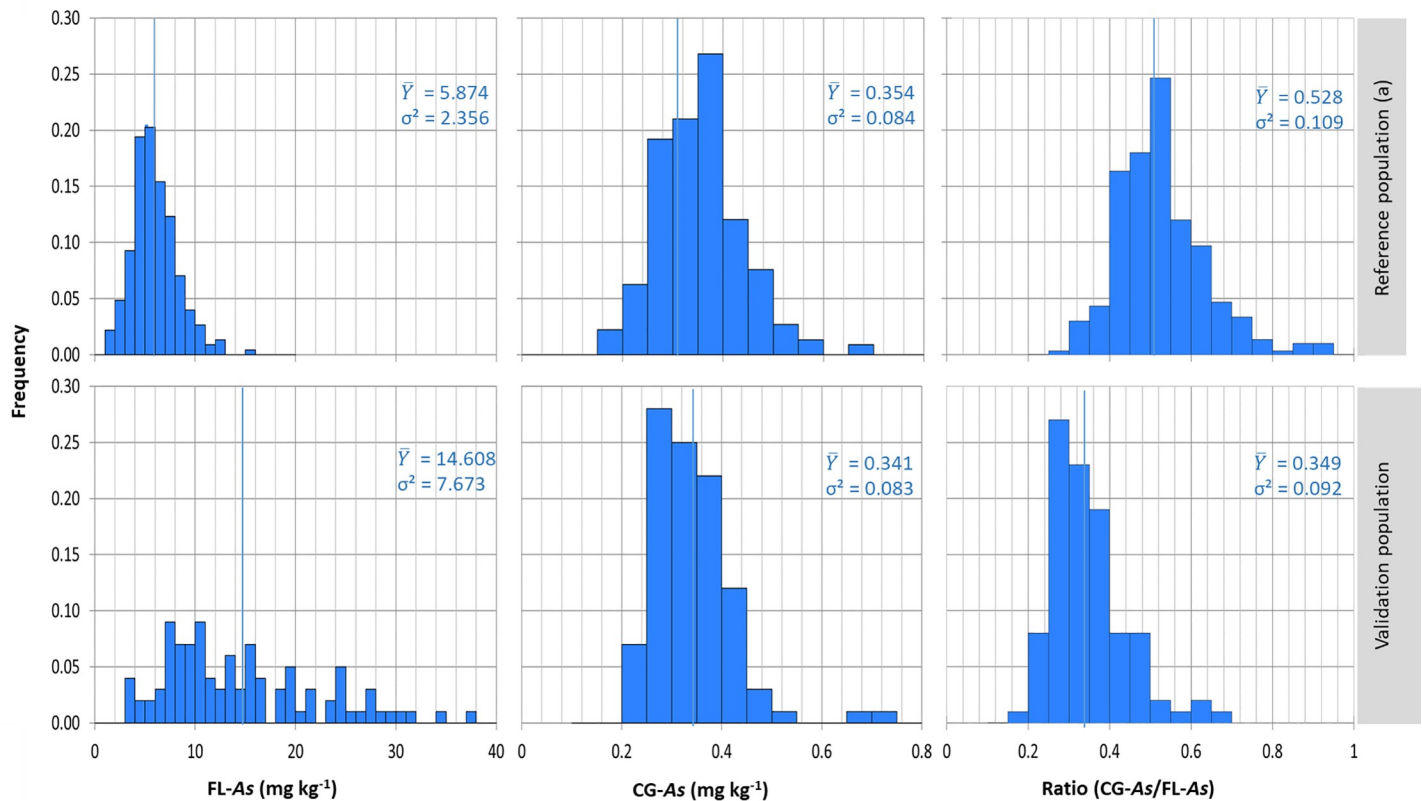 Frequency
0.30
0.25
0.20
0.15
0.10
0.05
0.00
Ȳ = 5.874
σ² = 2.356
Ȳ = 0.354
σ² = 0.084
Ȳ = 0.528
σ² = 0.109
Reference population (a)
0.30
0.25
0.20
0.15
0.10
0.05
0.00
Ȳ = 14.608
σ² = 7.673
Ȳ = 0.341
σ² = 0.083
Ȳ = 0.349
σ² = 0.092
Validation population
0 10 20 30 40
0 0.2 0.4 0.6 0.8
0 0.2 0.4 0.6 0.8 1
FL-As (mg kg⁻¹)
CG-As (mg kg⁻¹)
Ratio (CG-As/FL-As)